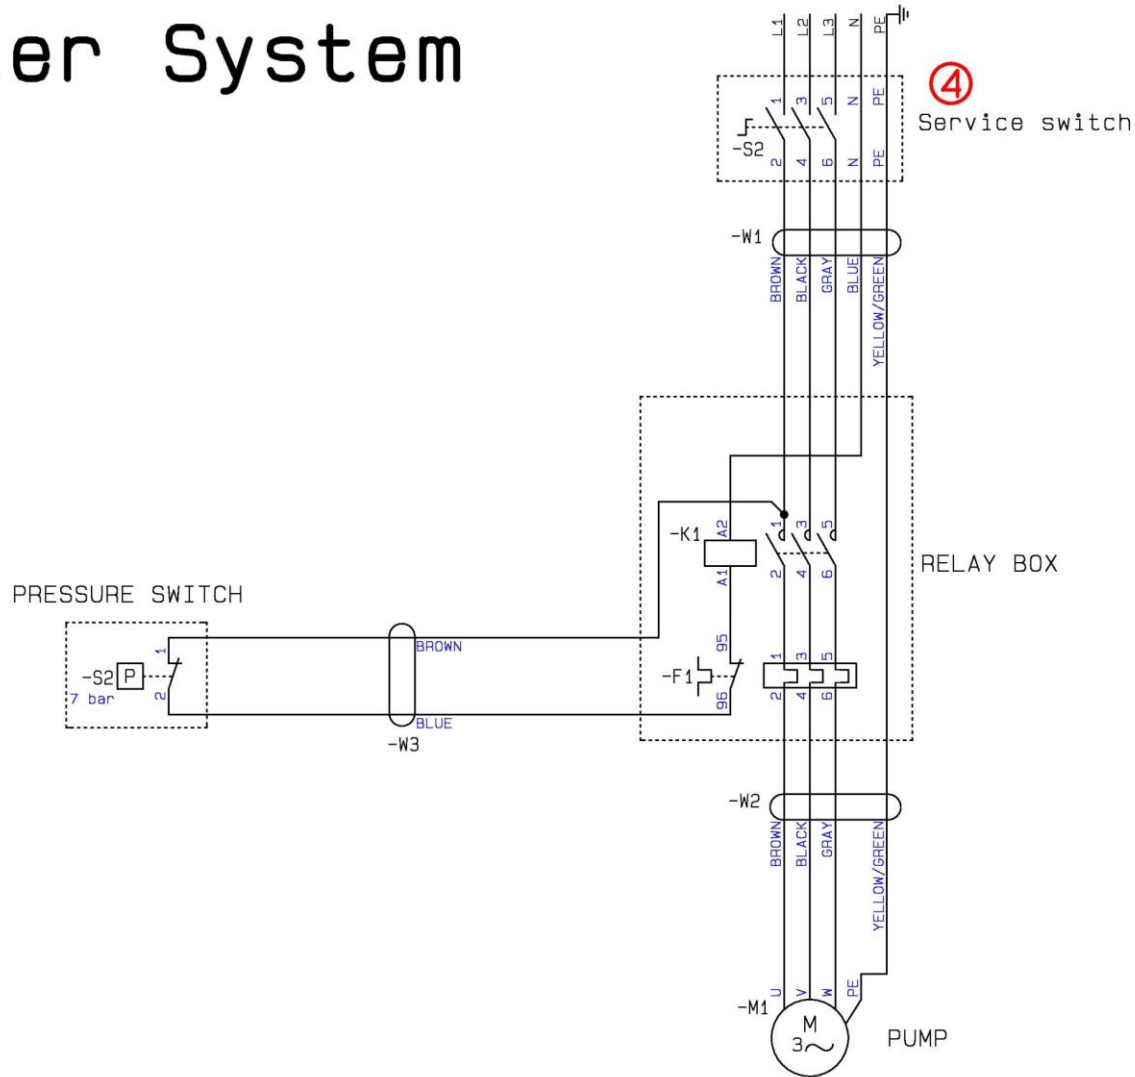 er System
L1 L2 L3 N PE
④
Service switch
1 3 5 N PE
-S2
2 4 6 N PE
-W1
BROWN BLACK GRAY BLUE YELLOW/GREEN
RELAY BOX
-K1 A2 1 3 5
A1 2 4 6
PRESSURE SWITCH
1
-S2 P
7 bar 2
BROWN
BLUE
-W3
95 1 3 5
-F1
96 2 4 6
-W2
BROWN BLACK GRAY YELLOW/GREEN
U V W PE
-M1
M
3~
PUMP